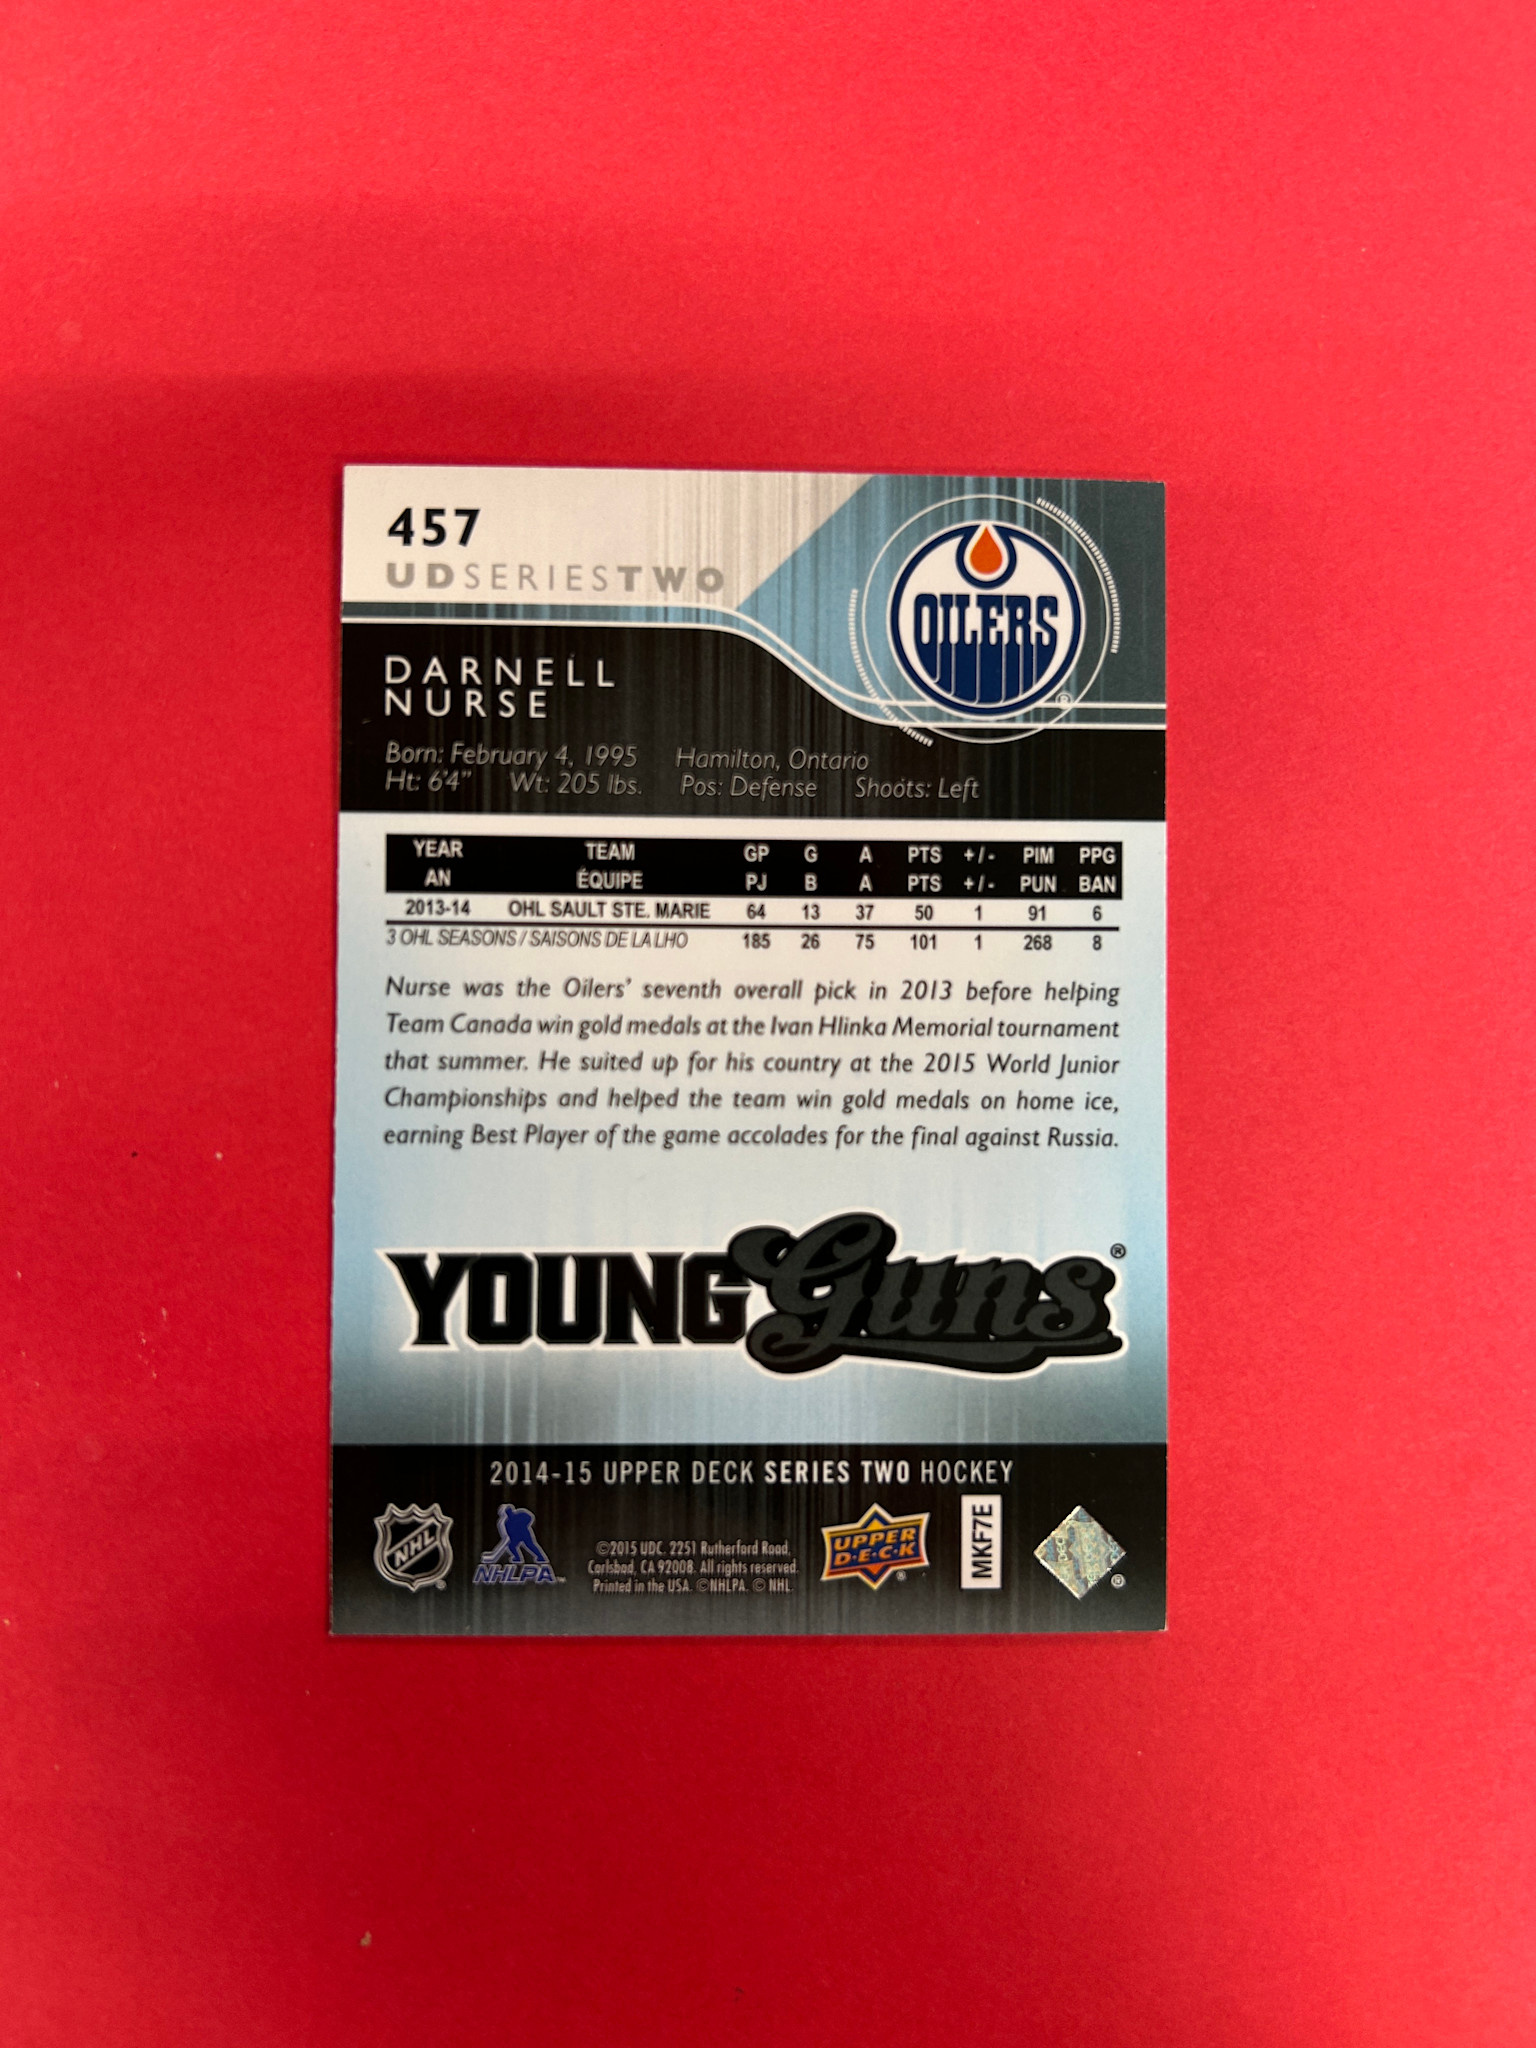 457
UD SERIES TWO
OILERS
®
DARNELL
NURSE
Born: February 4, 1995 Hamilton, Ontario
Ht: 6'4" Wt: 205 lbs. Pos: Defense Shoots: Left
YEAR TEAM GP G A PTS +/- PIM PPG
AN ÉQUIPE PJ B A PTS +/- PUN BAN
2013-14 OHL SAULT STE. MARIE 64 13 37 50 1 91 6
3 OHL SEASONS / SAISONS DE LA LHO 185 26 75 101 1 268 8
Nurse was the Oilers' seventh overall pick in 2013 before helping
Team Canada win gold medals at the Ivan Hlinka Memorial tournament
that summer. He suited up for his country at the 2015 World Junior
Championships and helped the team win gold medals on home ice,
earning Best Player of the game accolades for the final against Russia.
YOUNG Guns®
2014-15 UPPER DECK SERIES TWO HOCKEY
NHL®
NHLPA™
©2015 UDC. 2251 Rutherford Road,
Carlsbad, CA 92008. All rights reserved.
Printed in the USA. ©NHLPA. © NHL.
UPPER
D•E•C•K®
MKF7E
®